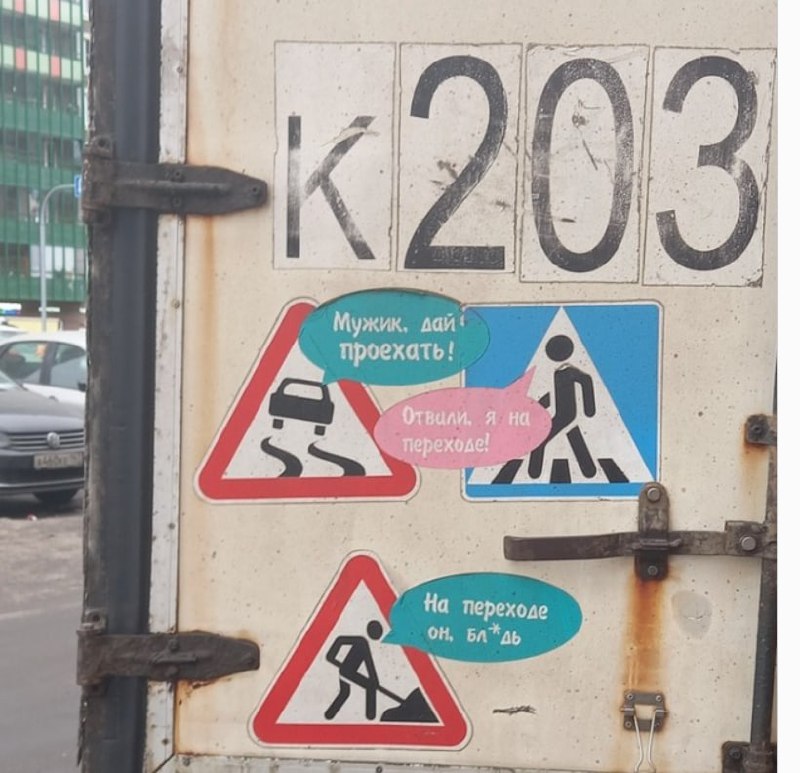 к203
Мужик, дай
проехать!
Отвали, я на
переходе!
На переходе
он, бл*дь